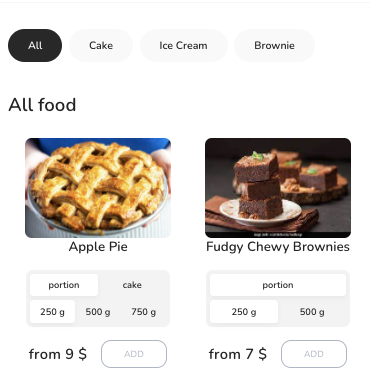 All Cake Ice Cream Brownie
All food
Apple Pie Fudgy Chewy Brownies
portion cake portion
250 g 500 g 750 g 250 g 500 g
from 9 $ ADD from 7 $ ADD